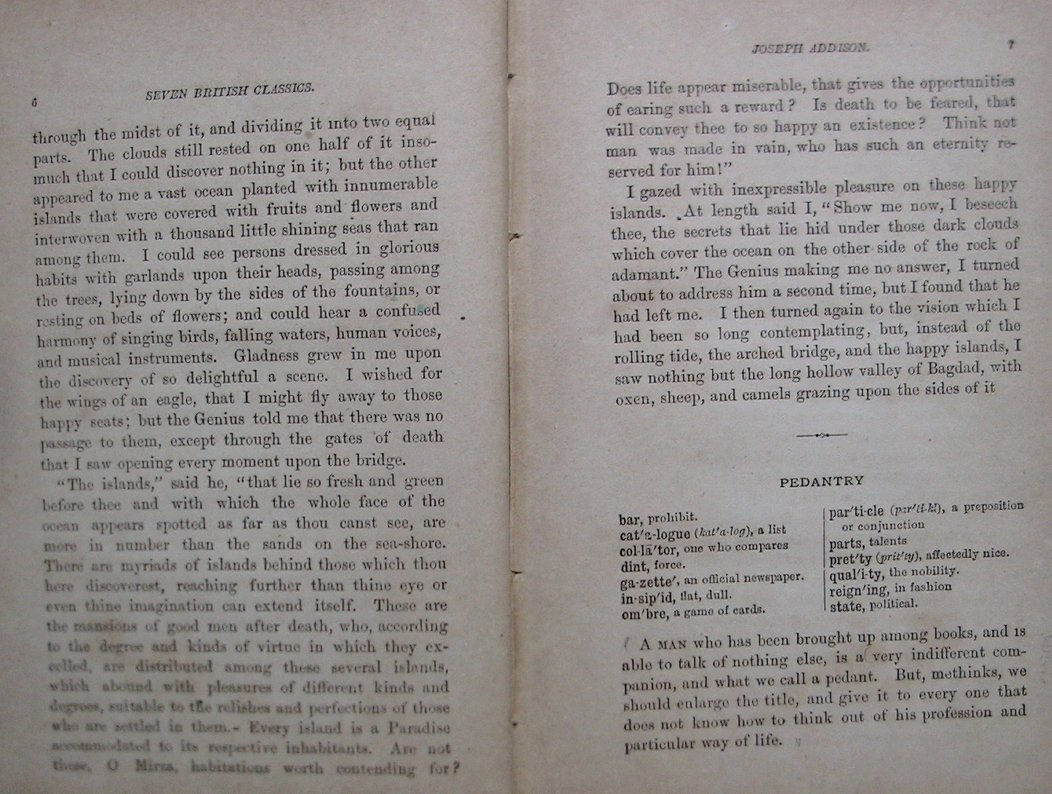 6
SEVEN BRITISH CLASSICS.
through the midst of it, and dividing it into two equal
parts. The clouds still rested on one half of it inso-
much that I could discover nothing in it; but the other
appeared to me a vast ocean planted with innumerable
islands that were covered with fruits and flowers and
interwoven with a thousand little shining seas that ran
among them. I could see persons dressed in glorious
habits with garlands upon their heads, passing among
the trees, lying down by the sides of the fountains, or
resting on beds of flowers; and could hear a confused
harmony of singing birds, falling waters, human voices,
and musical instruments. Gladness grew in me upon
the discovery of so delightful a scene. I wished for
the wings of an eagle, that I might fly away to those
happy seats; but the Genius told me that there was no
passage to them, except through the gates of death
that I saw opening every moment upon the bridge.
"The islands," said he, "that lie so fresh and green
before thee and with which the whole face of the
ocean appears spotted as far as thou canst see, are
more in number than the sands on the sea-shore.
There are myriads of islands behind those which thou
here discoverest, reaching further than thine eye or
even thine imagination can extend itself. These are
the mansions of good men after death, who, according
to the degree and kinds of virtue in which they ex-
celled, are distributed among these several islands,
which abound with pleasures of different kinds and
degrees, suitable to the relishes and perfections of those
who are settled in them.- Every island is a Paradise
accommodated to its respective inhabitants. Are not
these, O Mirza, habitations worth contending for?
JOSEPH ADDISON.
7
Does life appear miserable, that gives the opportunities
of earing such a reward? Is death to be feared, that
will convey thee to so happy an existence? Think not
man was made in vain, who has such an eternity re-
served for him!"
I gazed with inexpressible pleasure on these happy
islands. At length said I, "Show me now, I beseech
thee, the secrets that lie hid under those dark clouds
which cover the ocean on the other side of the rock of
adamant." The Genius making me no answer, I turned
about to address him a second time, but I found that he
had left me. I then turned again to the vision which I
had been so long contemplating, but, instead of the
rolling tide, the arched bridge, and the happy islands, I
saw nothing but the long hollow valley of Bagdad, with
oxen, sheep, and camels grazing upon the sides of it
PEDANTRY
bar, prohibit.
cat'a-logue (kat'a-log), a list
col-lā'tor, one who compares
dint, force.
ga-zette', an official newspaper.
in-sip'id, flat, dull.
om'bre, a game of cards.
par'ti-cle (par'ti-kl), a preposition
or conjunction
parts, talents
pret'ty (prit'ty), affectedly nice.
qual'i-ty, the nobility.
reign'ing, in fashion
state, political.
A MAN who has been brought up among books, and is
able to talk of nothing else, is a very indifferent com-
panion, and what we call a pedant. But, methinks, we
should enlarge the title, and give it to every one that
does not know how to think out of his profession and
particular way of life.